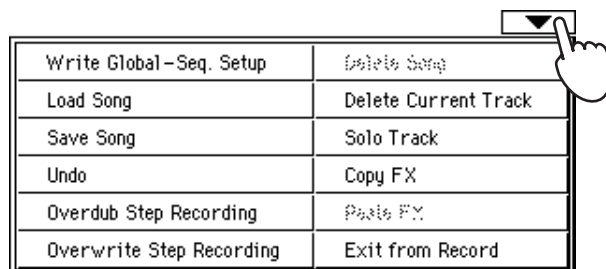 Write Global-Seq. Setup
Load Song
Save Song
Undo
Overdub Step Recording
Overwrite Step Recording
Delete Song
Delete Current Track
Solo Track
Copy FX
Paste FX
Exit from Record